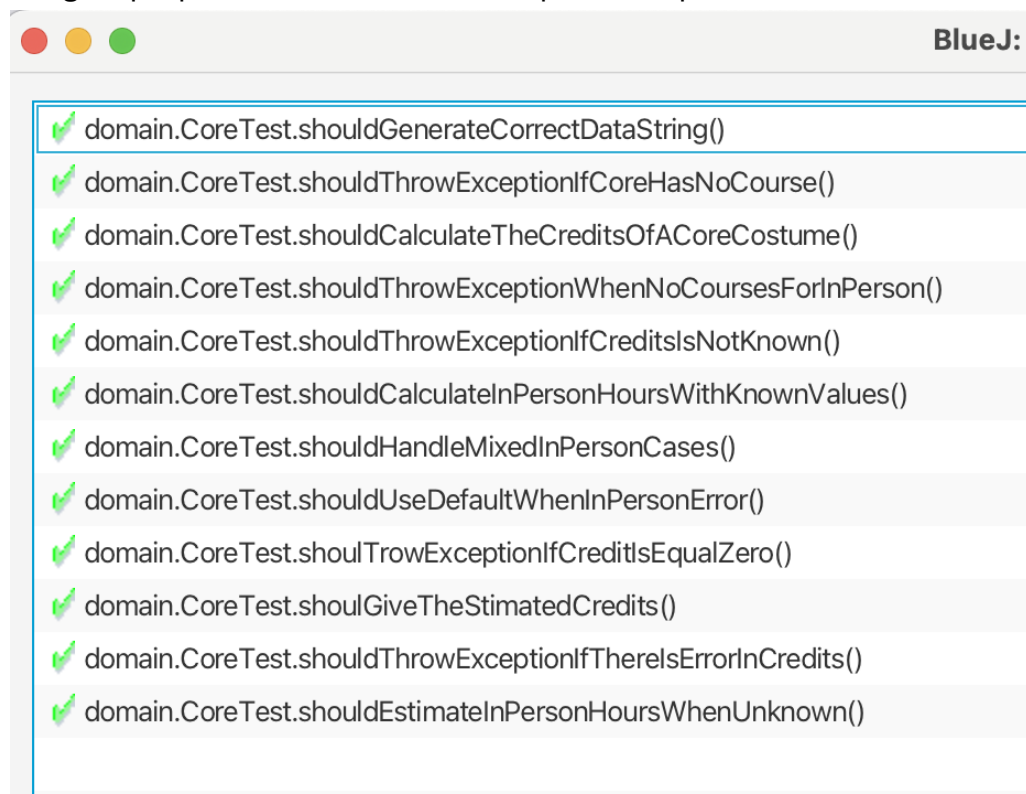 BlueJ:
domain.CoreTest.shouldGenerateCorrectDataString()
domain.CoreTest.shouldThrowExceptionIfCoreHasNoCourse()
domain.CoreTest.shouldCalculateTheCreditsOfACoreCostume()
domain.CoreTest.shouldThrowExceptionWhenNoCoursesForInPerson()
domain.CoreTest.shouldThrowExceptionIfCreditsIsNotKnown()
domain.CoreTest.shouldCalculateInPersonHoursWithKnownValues()
domain.CoreTest.shouldHandleMixedInPersonCases()
domain.CoreTest.shouldUseDefaultWhenInPersonError()
domain.CoreTest.shoulTrowExceptionIfCreditIsEqualZero()
domain.CoreTest.shoulGiveTheStimatedCredits()
domain.CoreTest.shouldThrowExceptionIfThereIsErrorInCredits()
domain.CoreTest.shouldEstimateInPersonHoursWhenUnknown()